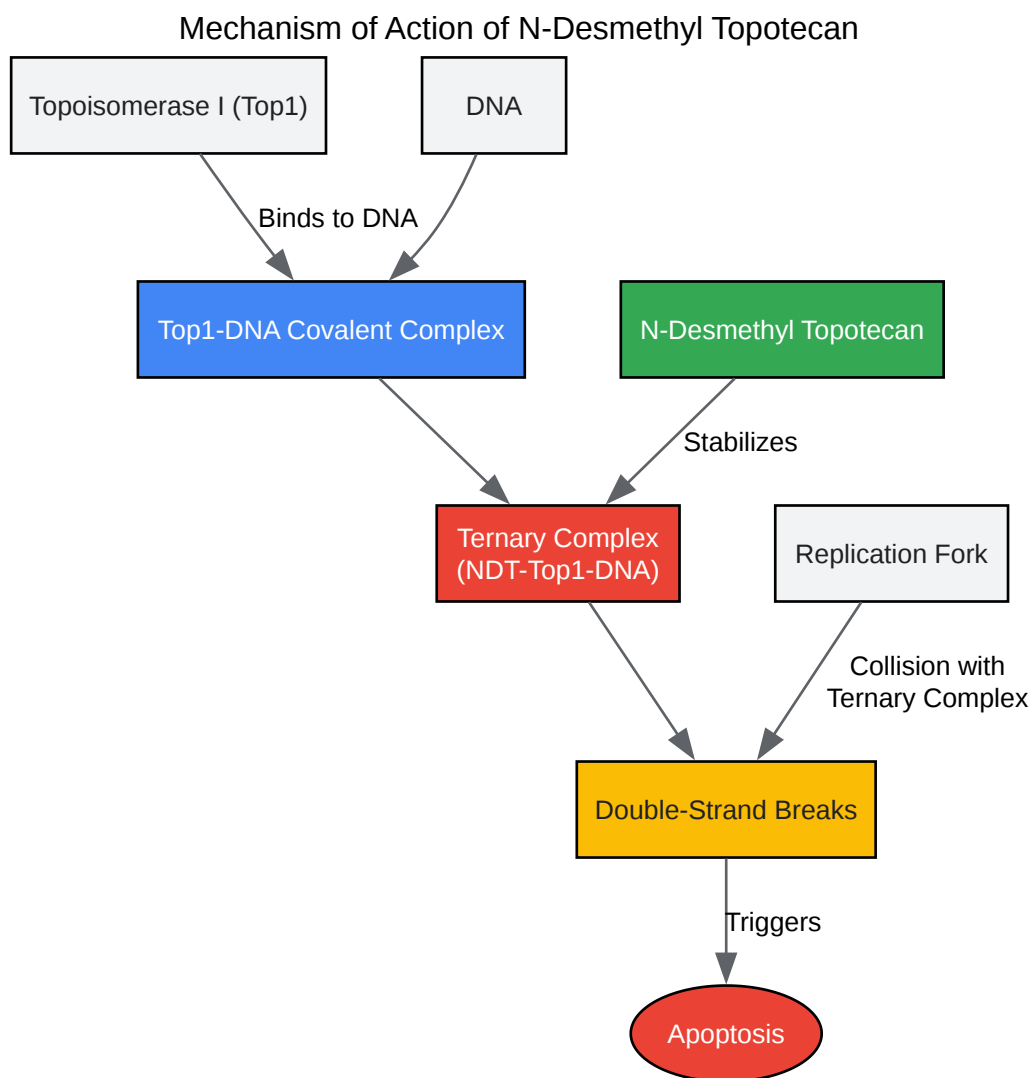 Mechanism of Action of N-Desmethyl Topotecan
Topoisomerase I (Top1)
DNA
Binds to DNA
Top1-DNA Covalent Complex
N-Desmethyl Topotecan
Stabilizes
Ternary Complex
(NDT-Top1-DNA)
Replication Fork
Collision with
Ternary Complex
Double-Strand Breaks
Triggers
Apoptosis